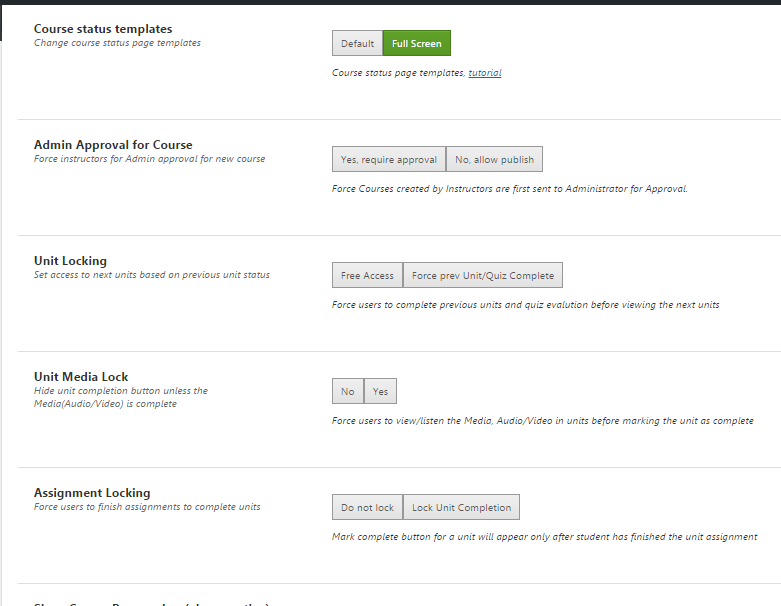 Course status templates
Change course status page templates
Default Full Screen
Course status page templates, tutorial
Admin Approval for Course
Force instructors for Admin approval for new course
Yes, require approval No, allow publish
Force Courses created by Instructors are first sent to Administrator for Approval.
Unit Locking
Set access to next units based on previous unit status
Free Access Force prev Unit/Quiz Complete
Force users to complete previous units and quiz evalution before viewing the next units
Unit Media Lock
Hide unit completion button unless the
Media(Audio/Video) is complete
No Yes
Force users to view/listen the Media, Audio/Video in units before marking the unit as complete
Assignment Locking
Force users to finish assignments to complete units
Do not lock Lock Unit Completion
Mark complete button for a unit will appear only after student has finished the unit assignment